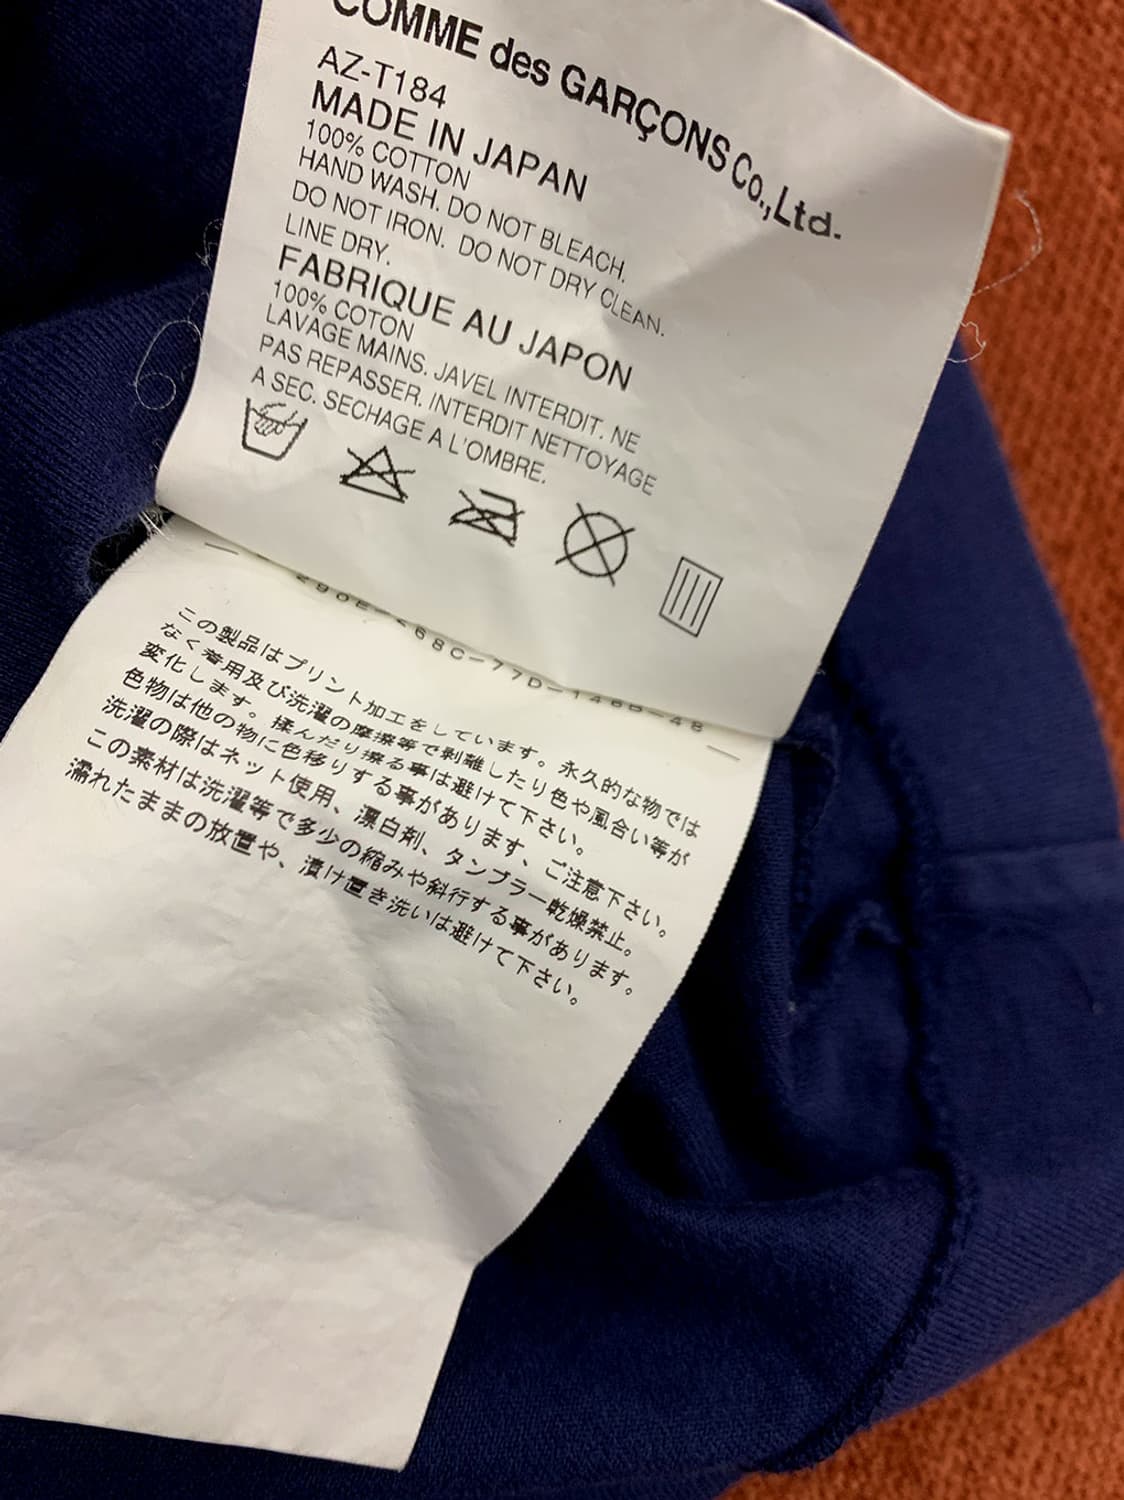 COMME des GARÇONS Co.,Ltd.
AZ-T184
MADE IN JAPAN
100% COTTON
HAND WASH. DO NOT BLEACH.
DO NOT IRON. DO NOT DRY CLEAN.
LINE DRY.
FABRIQUE AU JAPON
100% COTON
LAVAGE MAINS. JAVEL INTERDIT. NE
PAS REPASSER. INTERDIT NETTOYAGE
A SEC. SECHAGE A L'OMBRE.
この製品はプリント加工をしています。永久的な物では
なく着用及び洗濯の摩擦等で剥離したり色や風合い等が
変化します。揉んだり擦る事は避けて下さい。
色物は他の物に色移りする事があります、ご注意下さい。
洗濯の際はネット使用、漂白剤、タンブラー乾燥禁止。
この素材は洗濯等で多少の縮みや斜行する事があります。
濡れたままの放置や、漬け置き洗いは避けて下さい。